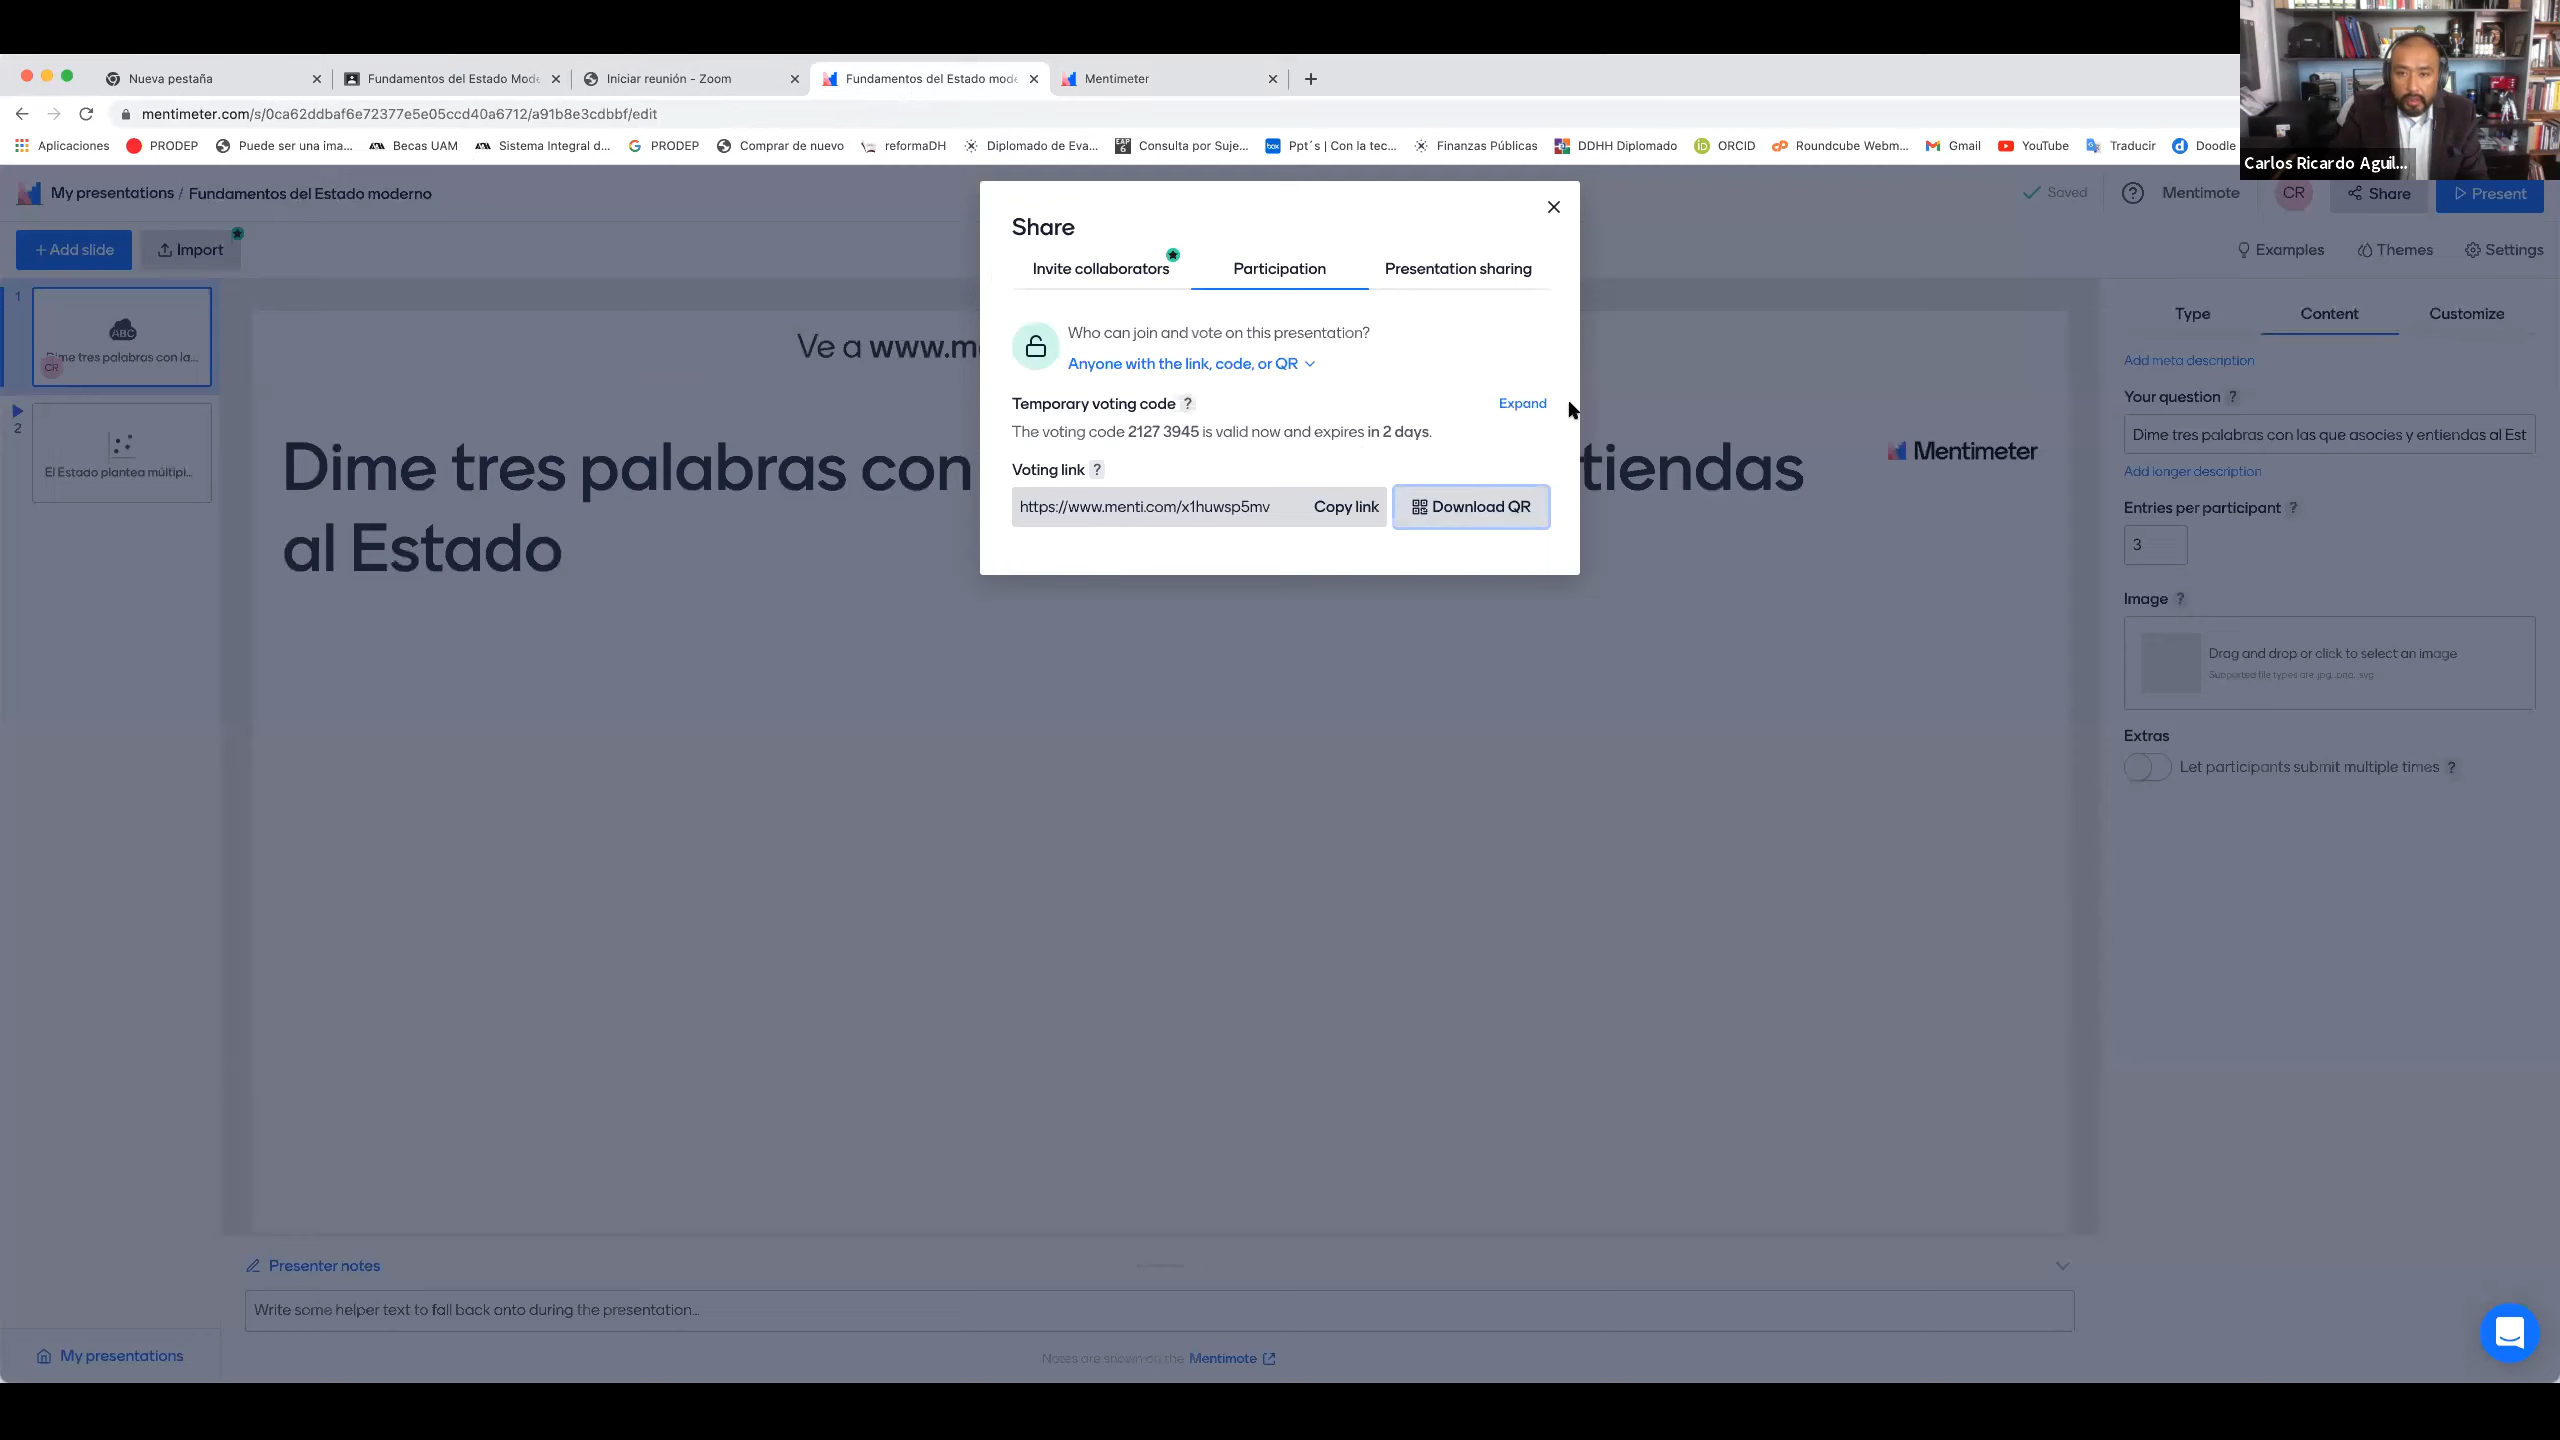 Nueva pestaña
Fundamentos del Estado Mode
Iniciar reunión - Zoom
Fundamentos del Estado mode
Mentimeter
mentimeter.com/s/0ca62ddbaf6e72377e5e05ccd40a6712/a91b8e3cdbbf/edit
Aplicaciones
PRODEP
Puede ser una ima...
Becas UAM
Sistema Integral d...
PRODEP
Comprar de nuevo
reformaDH
Diplomado de Eva...
Consulta por Suje...
Ppt´s | Con la tec...
Finanzas Públicas
DDHH Diplomado
ORCID
Roundcube Webm...
Gmail
YouTube
Traducir
Doodle
Carlos Ricardo Aguil...
My presentations / Fundamentos del Estado moderno
Saved
Mentimote
CR
Share
Present
+ Add slide
Import
Examples
Themes
Settings
1
ABC
Dime tres palabras con la...
CR
2
El Estado plantea múltipl...
Ve a www.m
Dime tres palabras con
tiendas
al Estado
Mentimeter
Share
Invite collaborators
Participation
Presentation sharing
Who can join and vote on this presentation?
Anyone with the link, code, or QR
Temporary voting code ?
Expand
The voting code 2127 3945 is valid now and expires in 2 days.
Voting link ?
https://www.menti.com/x1huwsp5mv
Copy link
Download QR
Type
Content
Customize
Add meta description
Your question ?
Dime tres palabras con las que asocies y entiendas al Est
Add longer description
Entries per participant ?
3
Image ?
Drag and drop or click to select an image
Supported file types are .jpg, .png, .svg
Extras
Let participants submit multiple times ?
Presenter notes
Write some helper text to fall back onto during the presentation...
My presentations
Notes are shown on the Mentimote